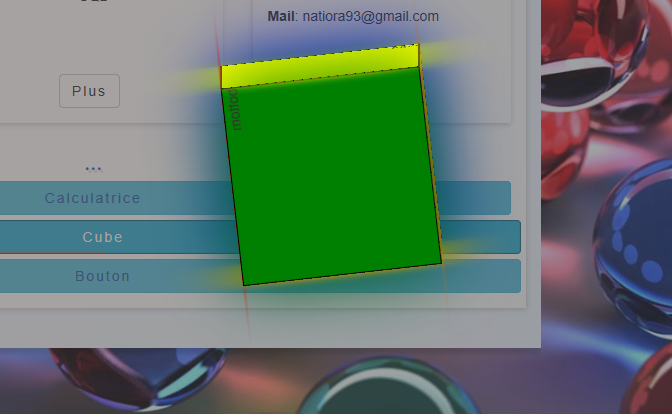 Mail: natiora93@gmail.com
Plus
...
Calculatrice
Cube
Bouton